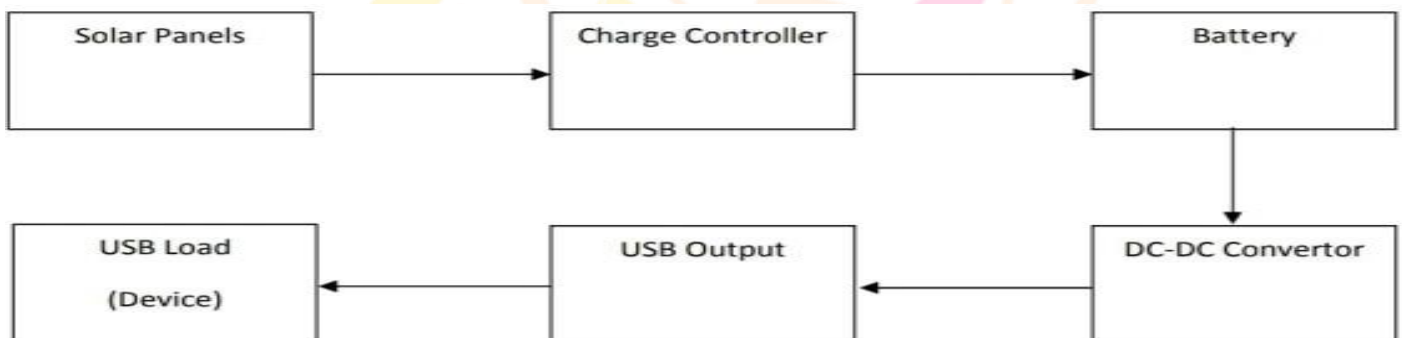 Solar Panels
Charge Controller
Battery
USB Load
(Device)
USB Output
DC-DC Convertor